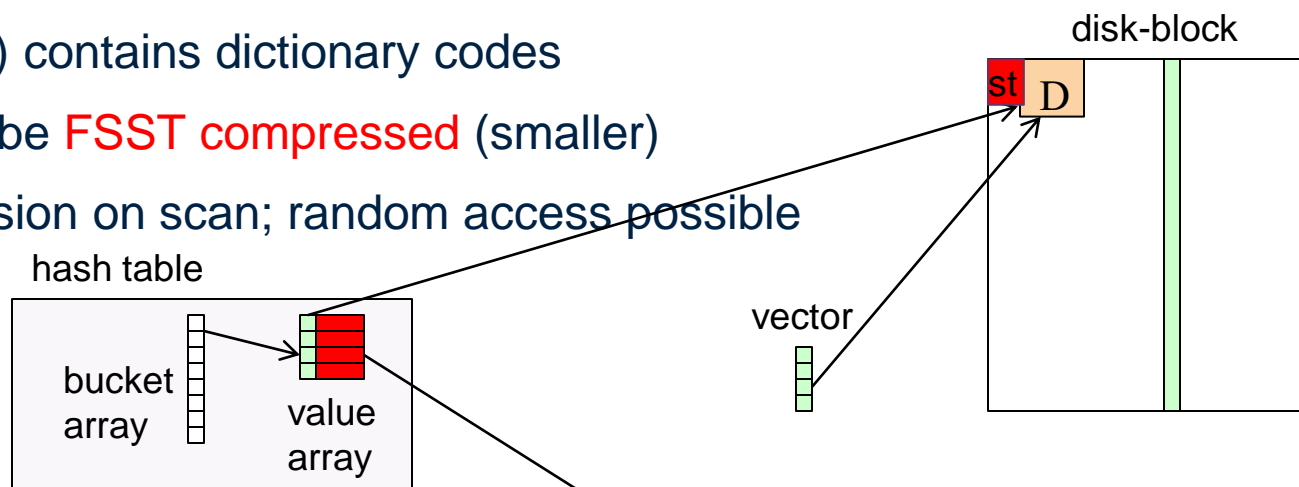 ) contains dictionary codes
be FSST compressed (smaller)
sion on scan; random access possible
disk-block
st D
hash table
vector
bucket
array
value
array